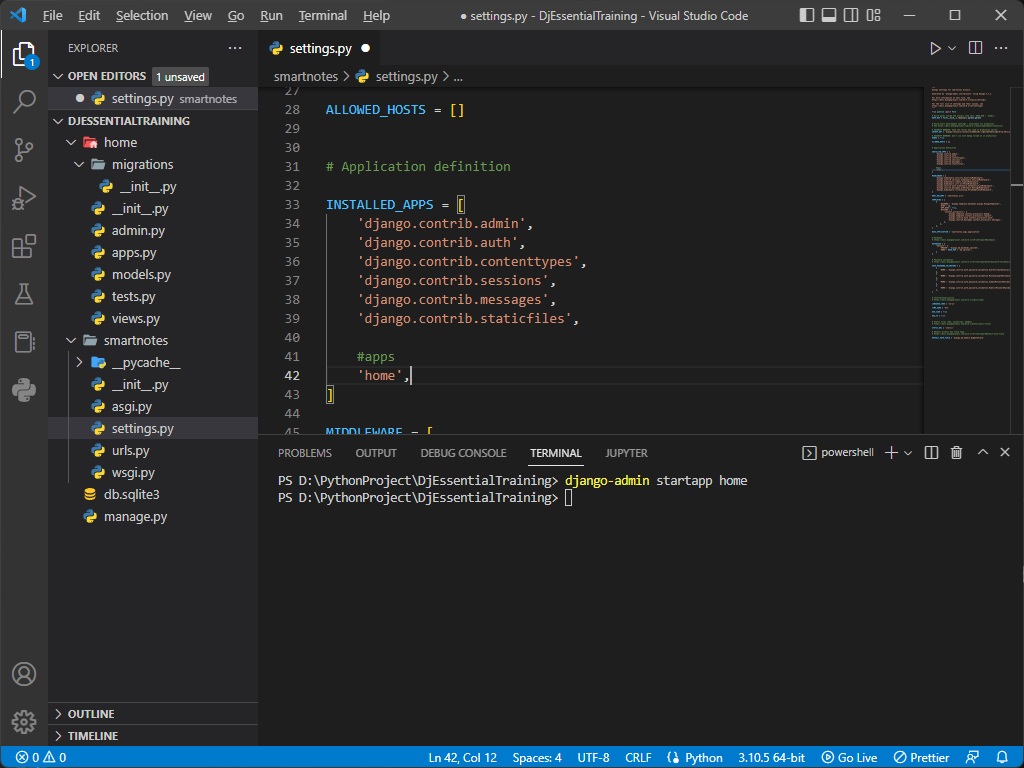 File Edit Selection View Go Run Terminal Help
● settings.py - DjEssentialTraining - Visual Studio Code
EXPLORER
OPEN EDITORS 1 unsaved
settings.py smartnotes
DJESSENTIALTRAINING
home
migrations
__init__.py
__init__.py
admin.py
apps.py
models.py
tests.py
views.py
smartnotes
__pycache__
__init__.py
asgi.py
settings.py
urls.py
wsgi.py
db.sqlite3
manage.py
OUTLINE
TIMELINE
1
settings.py
smartnotes > settings.py > ...
27
28 ALLOWED_HOSTS = []
29
30
31 # Application definition
32
33 INSTALLED_APPS = [
34 'django.contrib.admin',
35 'django.contrib.auth',
36 'django.contrib.contenttypes',
37 'django.contrib.sessions',
38 'django.contrib.messages',
39 'django.contrib.staticfiles',
40
41 #apps
42 'home',
43 ]
44
45 MIDDLEWARE = [
PROBLEMS OUTPUT DEBUG CONSOLE TERMINAL JUPYTER powershell
PS D:\PythonProject\DjEssentialTraining> django-admin startapp home
PS D:\PythonProject\DjEssentialTraining>
0 0 Ln 42, Col 12 Spaces: 4 UTF-8 CRLF Python 3.10.5 64-bit Go Live Prettier